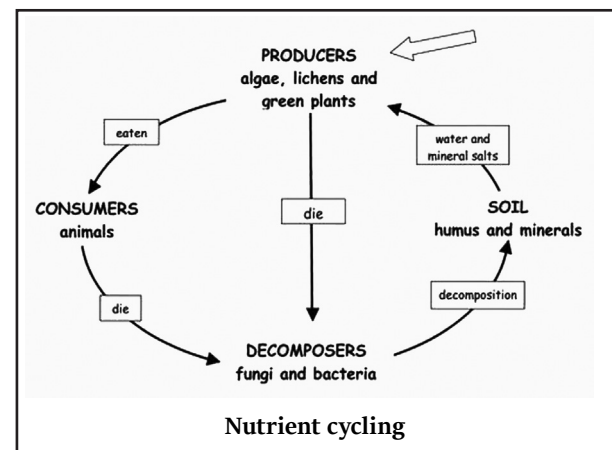 PRODUCERS
algae, lichens and
green plants
eaten
water and
mineral salts
CONSUMERS
animals
die
SOIL
humus and minerals
die
decomposition
DECOMPOSERS
fungi and bacteria
Nutrient cycling